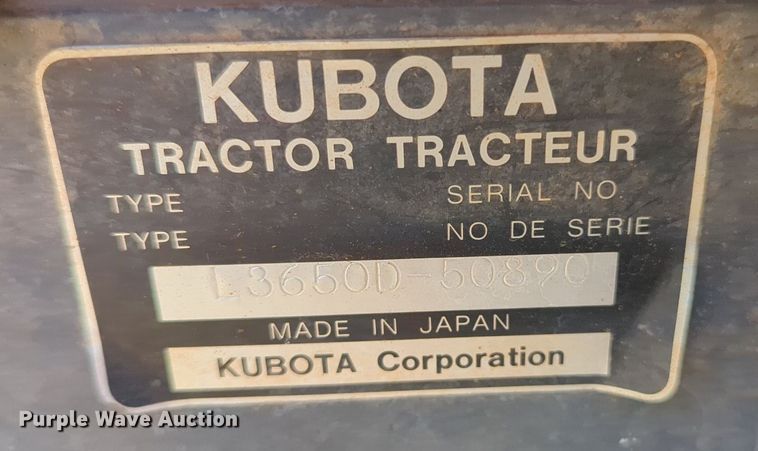 KUBOTA
TRACTOR TRACTEUR
TYPE SERIAL NO.
TYPE NO DE SERIE
L3650D-50890
MADE IN JAPAN
KUBOTA Corporation
Purple Wave Auction